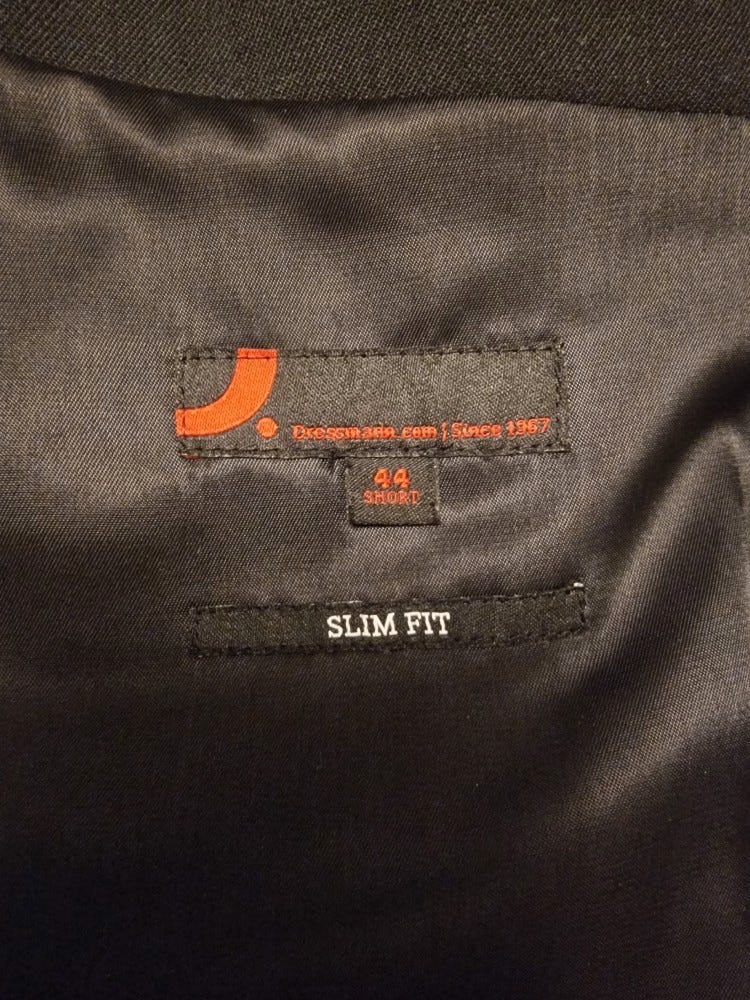 Dressmann.com | Since 1967
44
SHORT
SLIM FIT